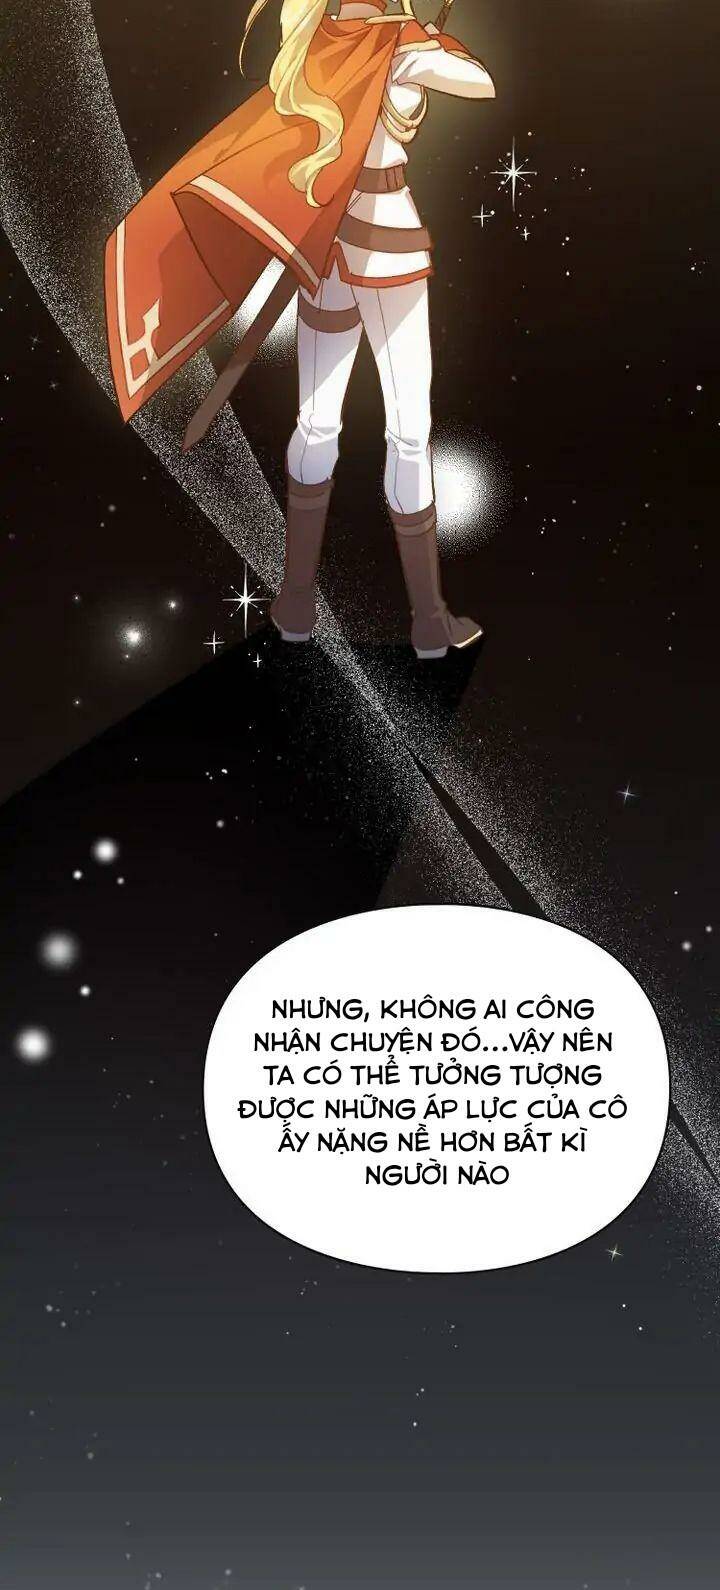 NHƯNG, KHÔNG AI CÔNG
NHẬN CHUYỆN ĐÓ...VẬY NÊN
TA CÓ THỂ TƯỞNG TƯỢNG
ĐƯỢC NHỮNG ÁP LỰC CỦA CÔ
ẤY NẶNG NỀ HƠN BẤT KÌ
NGƯỜI NÀO